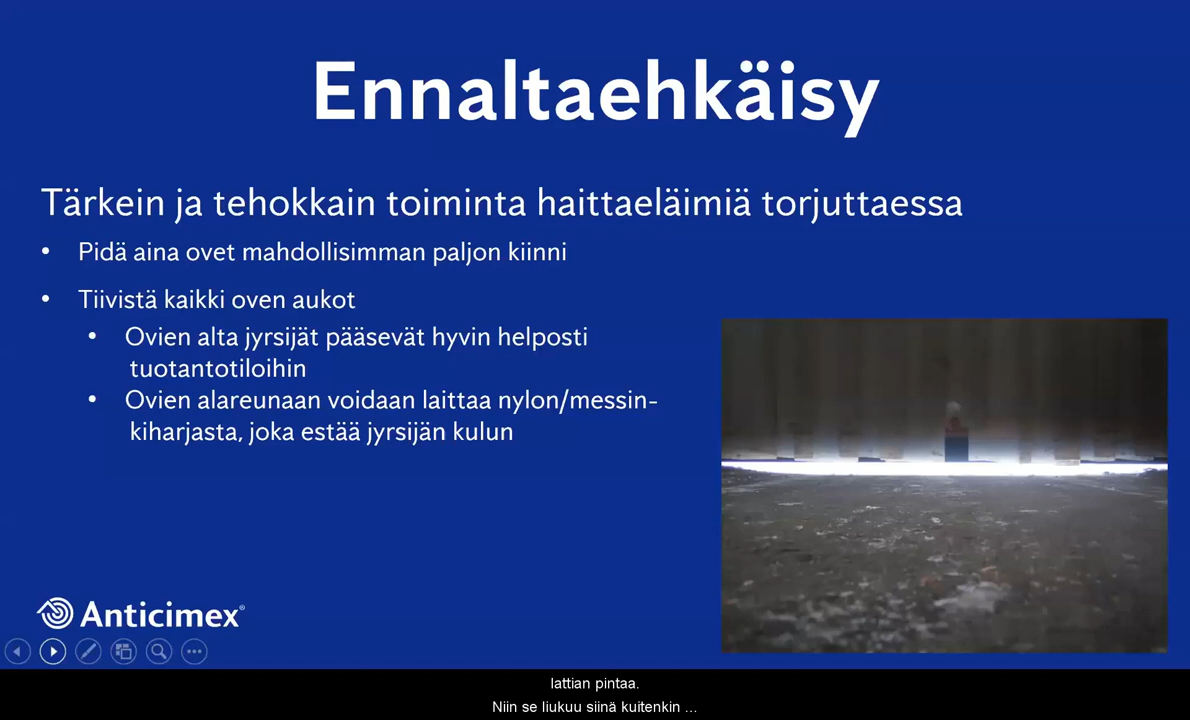 Ennaltaehkäisy
Tärkein ja tehokkain toiminta haittaeläimiä torjuttaessa
• Pidä aina ovet mahdollisimman paljon kiinni
• Tiivistä kaikki oven aukot
• Ovien alta jyrsijät pääsevät hyvin helposti
tuotantotiloihin
• Ovien alareunaan voidaan laittaa nylon/messin-
kiharjasta, joka estää jyrsijän kulun
Anticimex®
lattian pintaa.
Niin se liukuu siinä kuitenkin ...